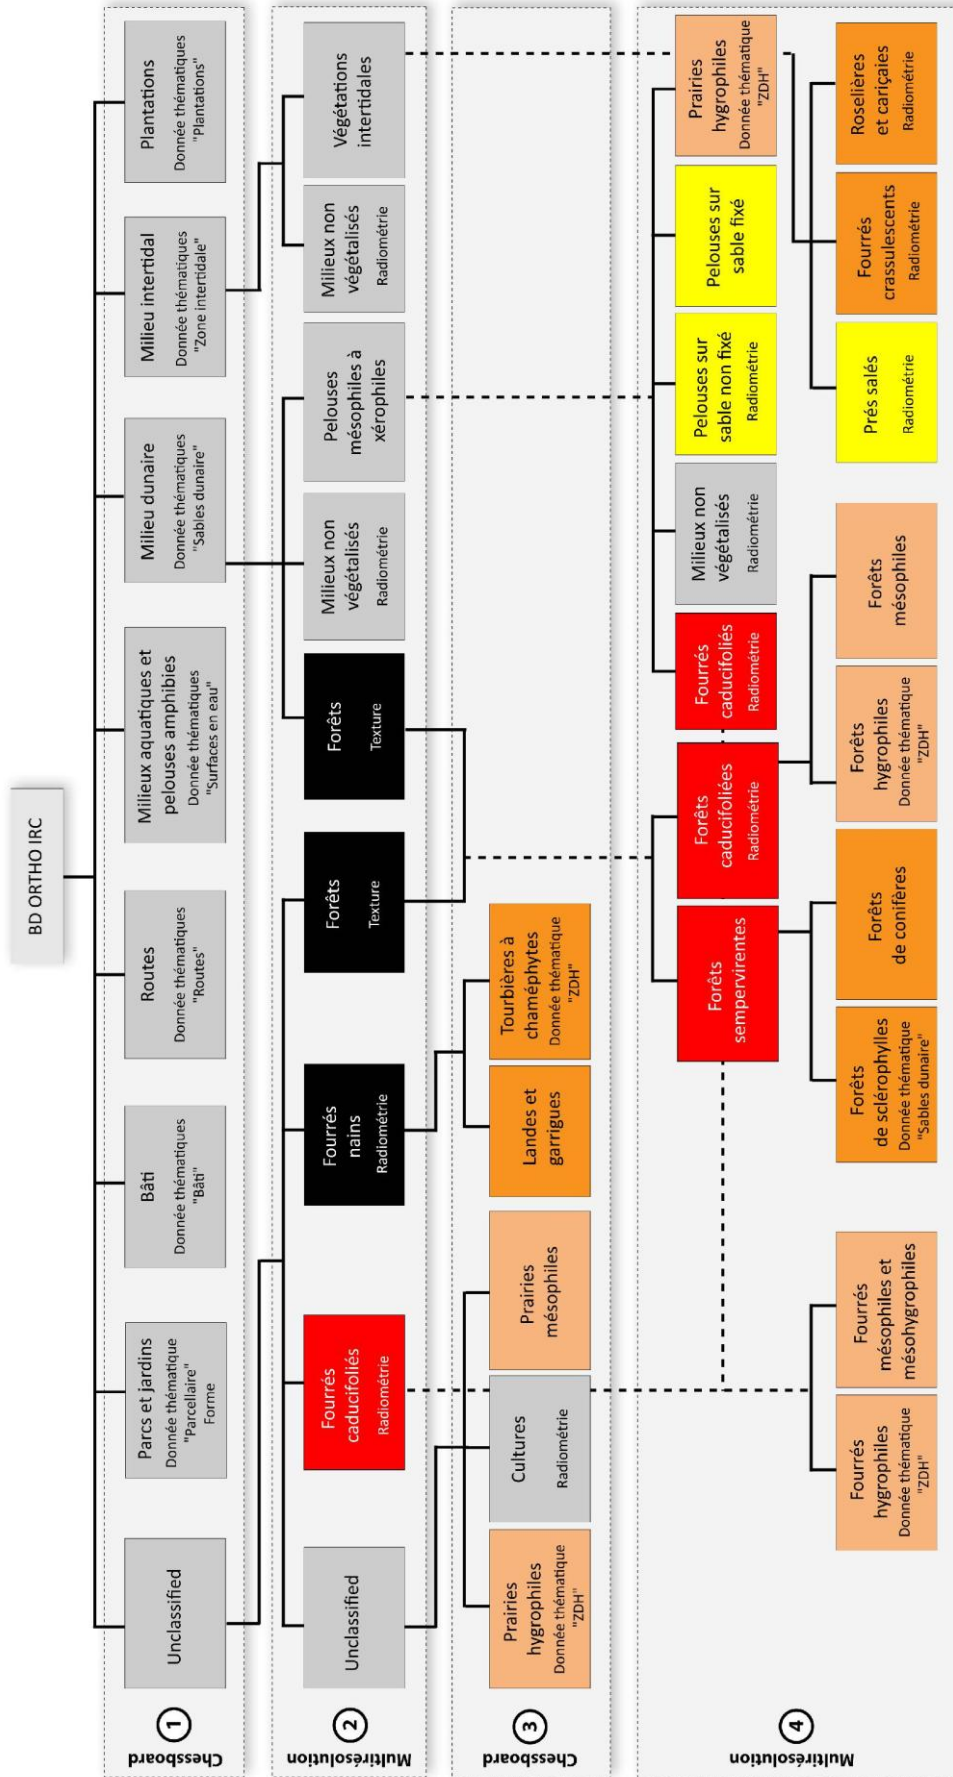 BD ORTHO IRC
1
Chessboard
Unclassified
Parcs et jardins
Donnée thématique
"Parcellaire"
Forme
Bâti
Donnée thématiques
"Bâti"
Routes
Donnée thématiques
"Routes"
Milieux aquatiques et
pelouses amphibies
Donnée thématiques
"Surfaces en eau"
Milieu dunaire
Donnée thématiques
"Sables dunaire"
Milieu intertidal
Donnée thématiques
"Zone intertidale"
Plantations
Donnée thématiques
"Plantations"
2
Multirésolution
Unclassified
Fourrés
caducifoliés
Radiométrie
Fourrés
nains
Radiométrie
Forêts
Texture
Forêts
Texture
Milieux non
végétalisés
Radiométrie
Pelouses
mésophiles à
xérophiles
Milieux non
végétalisés
Radiométrie
Végétations
intertidales
3
Chessboard
Prairies
hygrophiles
Donnée thématique
"ZDH"
Cultures
Radiométrie
Prairies
mésophiles
Landes et
garrigues
Tourbières à
chaméphytes
Donnée thématique
"ZDH"
4
Multirésolution
Forêts
sempervirentes
Forêts
caducifoliées
Radiométrie
Fourrés
caducifoliés
Radiométrie
Milieux non
végétalisés
Radiométrie
Pelouses sur
sable non fixé
Radiométrie
Pelouses sur
sable fixé
Prairies
hygrophiles
Donnée thématique
"ZDH"
Fourrés
hygrophiles
Donnée thématique
"ZDH"
Fourrés
mésophiles et
mésohygrophiles
Forêts
de sclérophylles
Donnée thématique
"Sables dunaire"
Forêts
de conifères
Forêts
hygrophiles
Donnée thématique
"ZDH"
Forêts
mésophiles
Prés salés
Radiométrie
Fourrés
crassulescents
Radiométrie
Roselières
et cariçaies
Radiométrie